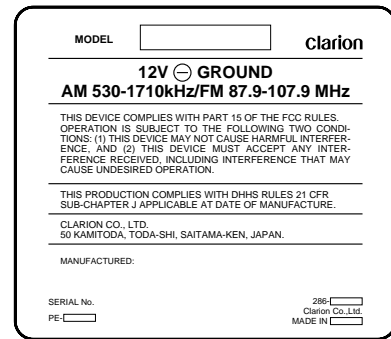 MODEL
clarion
12V ⊖ GROUND
AM 530-1710kHz/FM 87.9-107.9 MHz
THIS DEVICE COMPLIES WITH PART 15 OF THE FCC RULES.
OPERATION IS SUBJECT TO THE FOLLOWING TWO CONDI-
TIONS: (1) THIS DEVICE MAY NOT CAUSE HARMFUL INTERFER-
ENCE, AND (2) THIS DEVICE MUST ACCEPT ANY INTER-
FERENCE RECEIVED, INCLUDING INTERFERENCE THAT MAY
CAUSE UNDESIRED OPERATION.
THIS PRODUCTION COMPLIES WITH DHHS RULES 21 CFR
SUB-CHAPTER J APPLICABLE AT DATE OF MANUFACTURE.
CLARION CO., LTD.
50 KAMITODA, TODA-SHI, SAITAMA-KEN, JAPAN.
MANUFACTURED:
SERIAL No.
PE-
286-
Clarion Co.,Ltd.
MADE IN